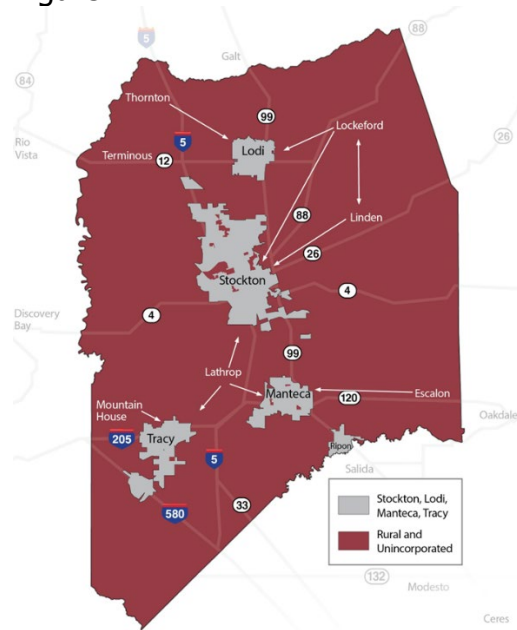 5
Galt
88
84
Thornton
99
Lockeford
26
Rio
Vista
5
Lodi
Terminous
12
88
Linden
26
Stockton
4
Discovery
Bay
4
99
Lathrop
Manteca
120
Escalon
Mountain
House
Oakdale
205
Tracy
Ripon
5
Salida
33
580
Stockton, Lodi,
Manteca, Tracy
Rural and
Unincorporated
132
Modesto
Ceres